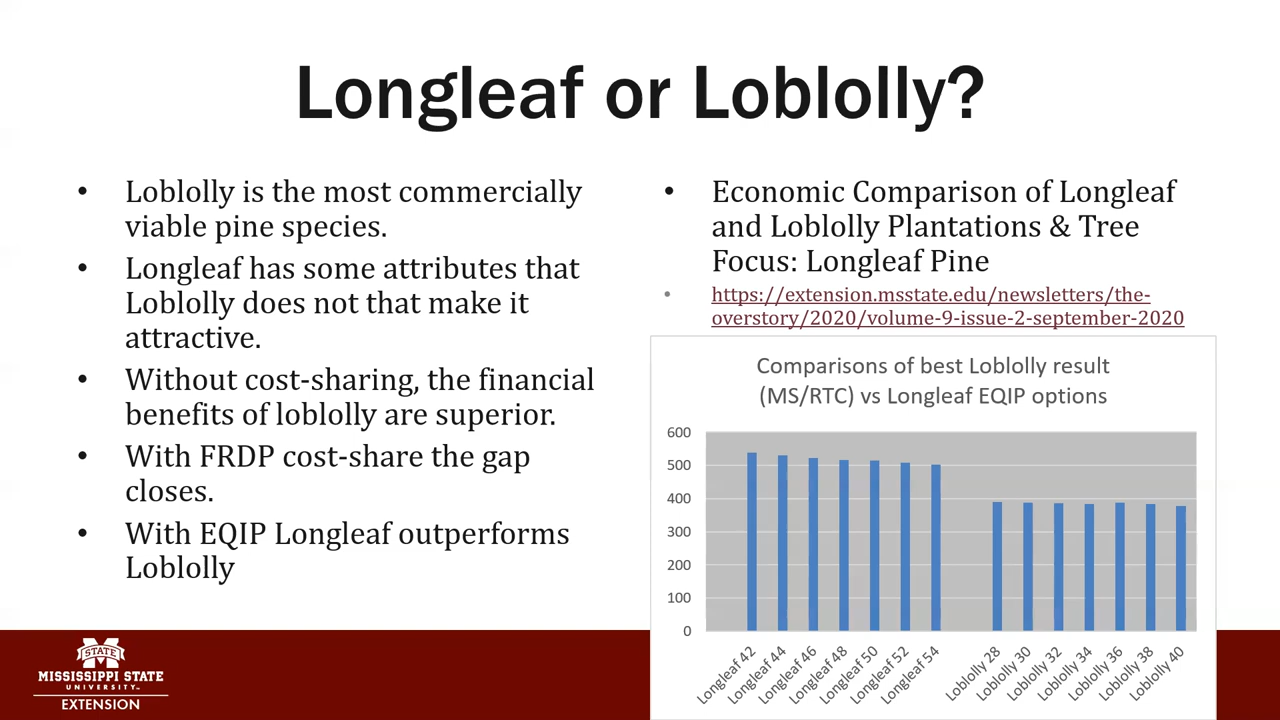 Longleaf or Loblolly?
• Loblolly is the most commercially
viable pine species.
• Longleaf has some attributes that
Loblolly does not that make it
attractive.
• Without cost-sharing, the financial
benefits of loblolly are superior.
• With FRDP cost-share the gap
closes.
• With EQIP Longleaf outperforms
Loblolly
• Economic Comparison of Longleaf
and Loblolly Plantations & Tree
Focus: Longleaf Pine
• https://extension.msstate.edu/newsletters/the-
overstory/2020/volume-9-issue-2-september-2020
Comparisons of best Loblolly result
(MS/RTC) vs Longleaf EQIP options
600
500
400
300
200
100
0
Longleaf 42
Longleaf 44
Longleaf 46
Longleaf 48
Longleaf 50
Longleaf 52
Longleaf 54
Loblolly 28
Loblolly 30
Loblolly 32
Loblolly 34
Loblolly 36
Loblolly 38
Loblolly 40
STATE
MISSISSIPPI STATE
UNIVERSITY™
EXTENSION